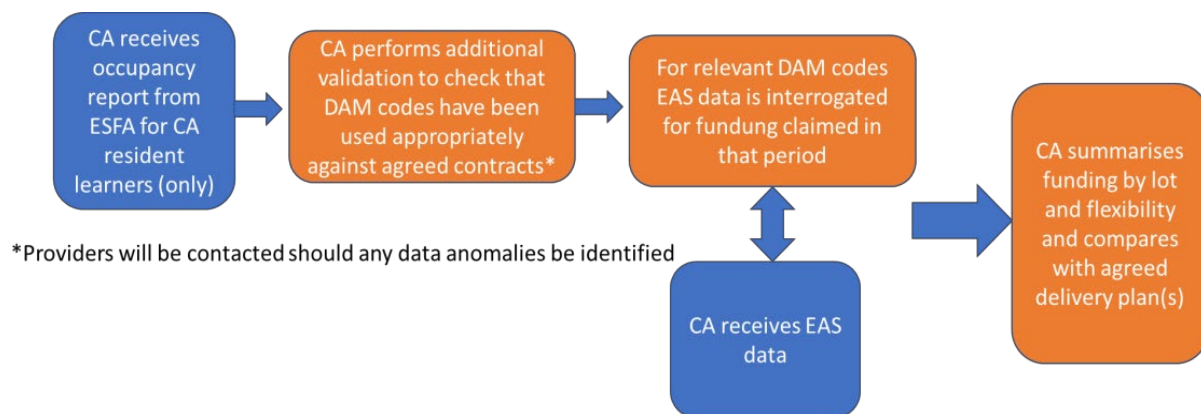 CA receives
occupancy
report from
ESFA for CA
resident
learners (only)
CA performs additional
validation to check that
DAM codes have been
used appropriately
against agreed contracts*
For relevant DAM codes
EAS data is interrogated
for fundung claimed in
that period
CA summarises
funding by lot
and flexibility
and compares
with agreed
delivery plan(s)
*Providers will be contacted should any data anomalies be identified
CA receives EAS
data